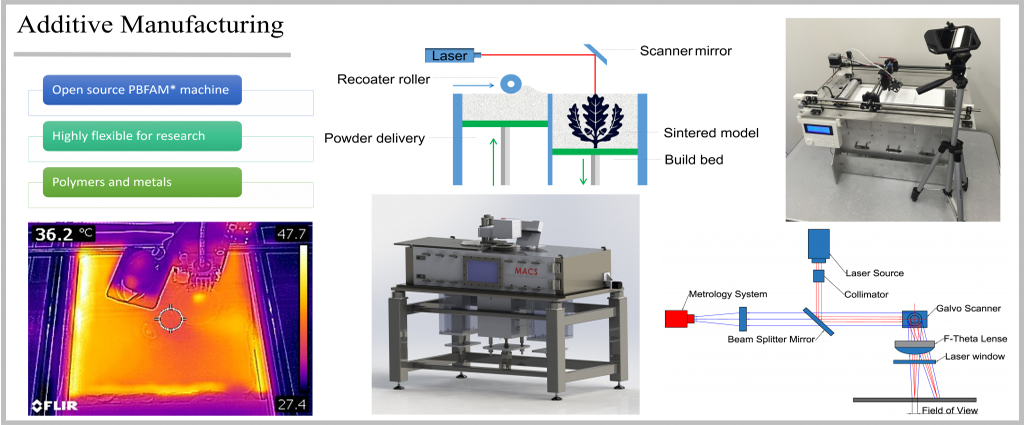 Additive Manufacturing
Open source PBFAM* machine
Highly flexible for research
Polymers and metals
Laser
Scanner mirror
Recoater roller
Powder delivery
Sintered model
Build bed
36.2 °C
47.7
27.4
FLIR
MACS
Laser Source
Collimator
Metrology System
Galvo Scanner
Beam Splitter Mirror
F-Theta Lense
Laser window
Field of View